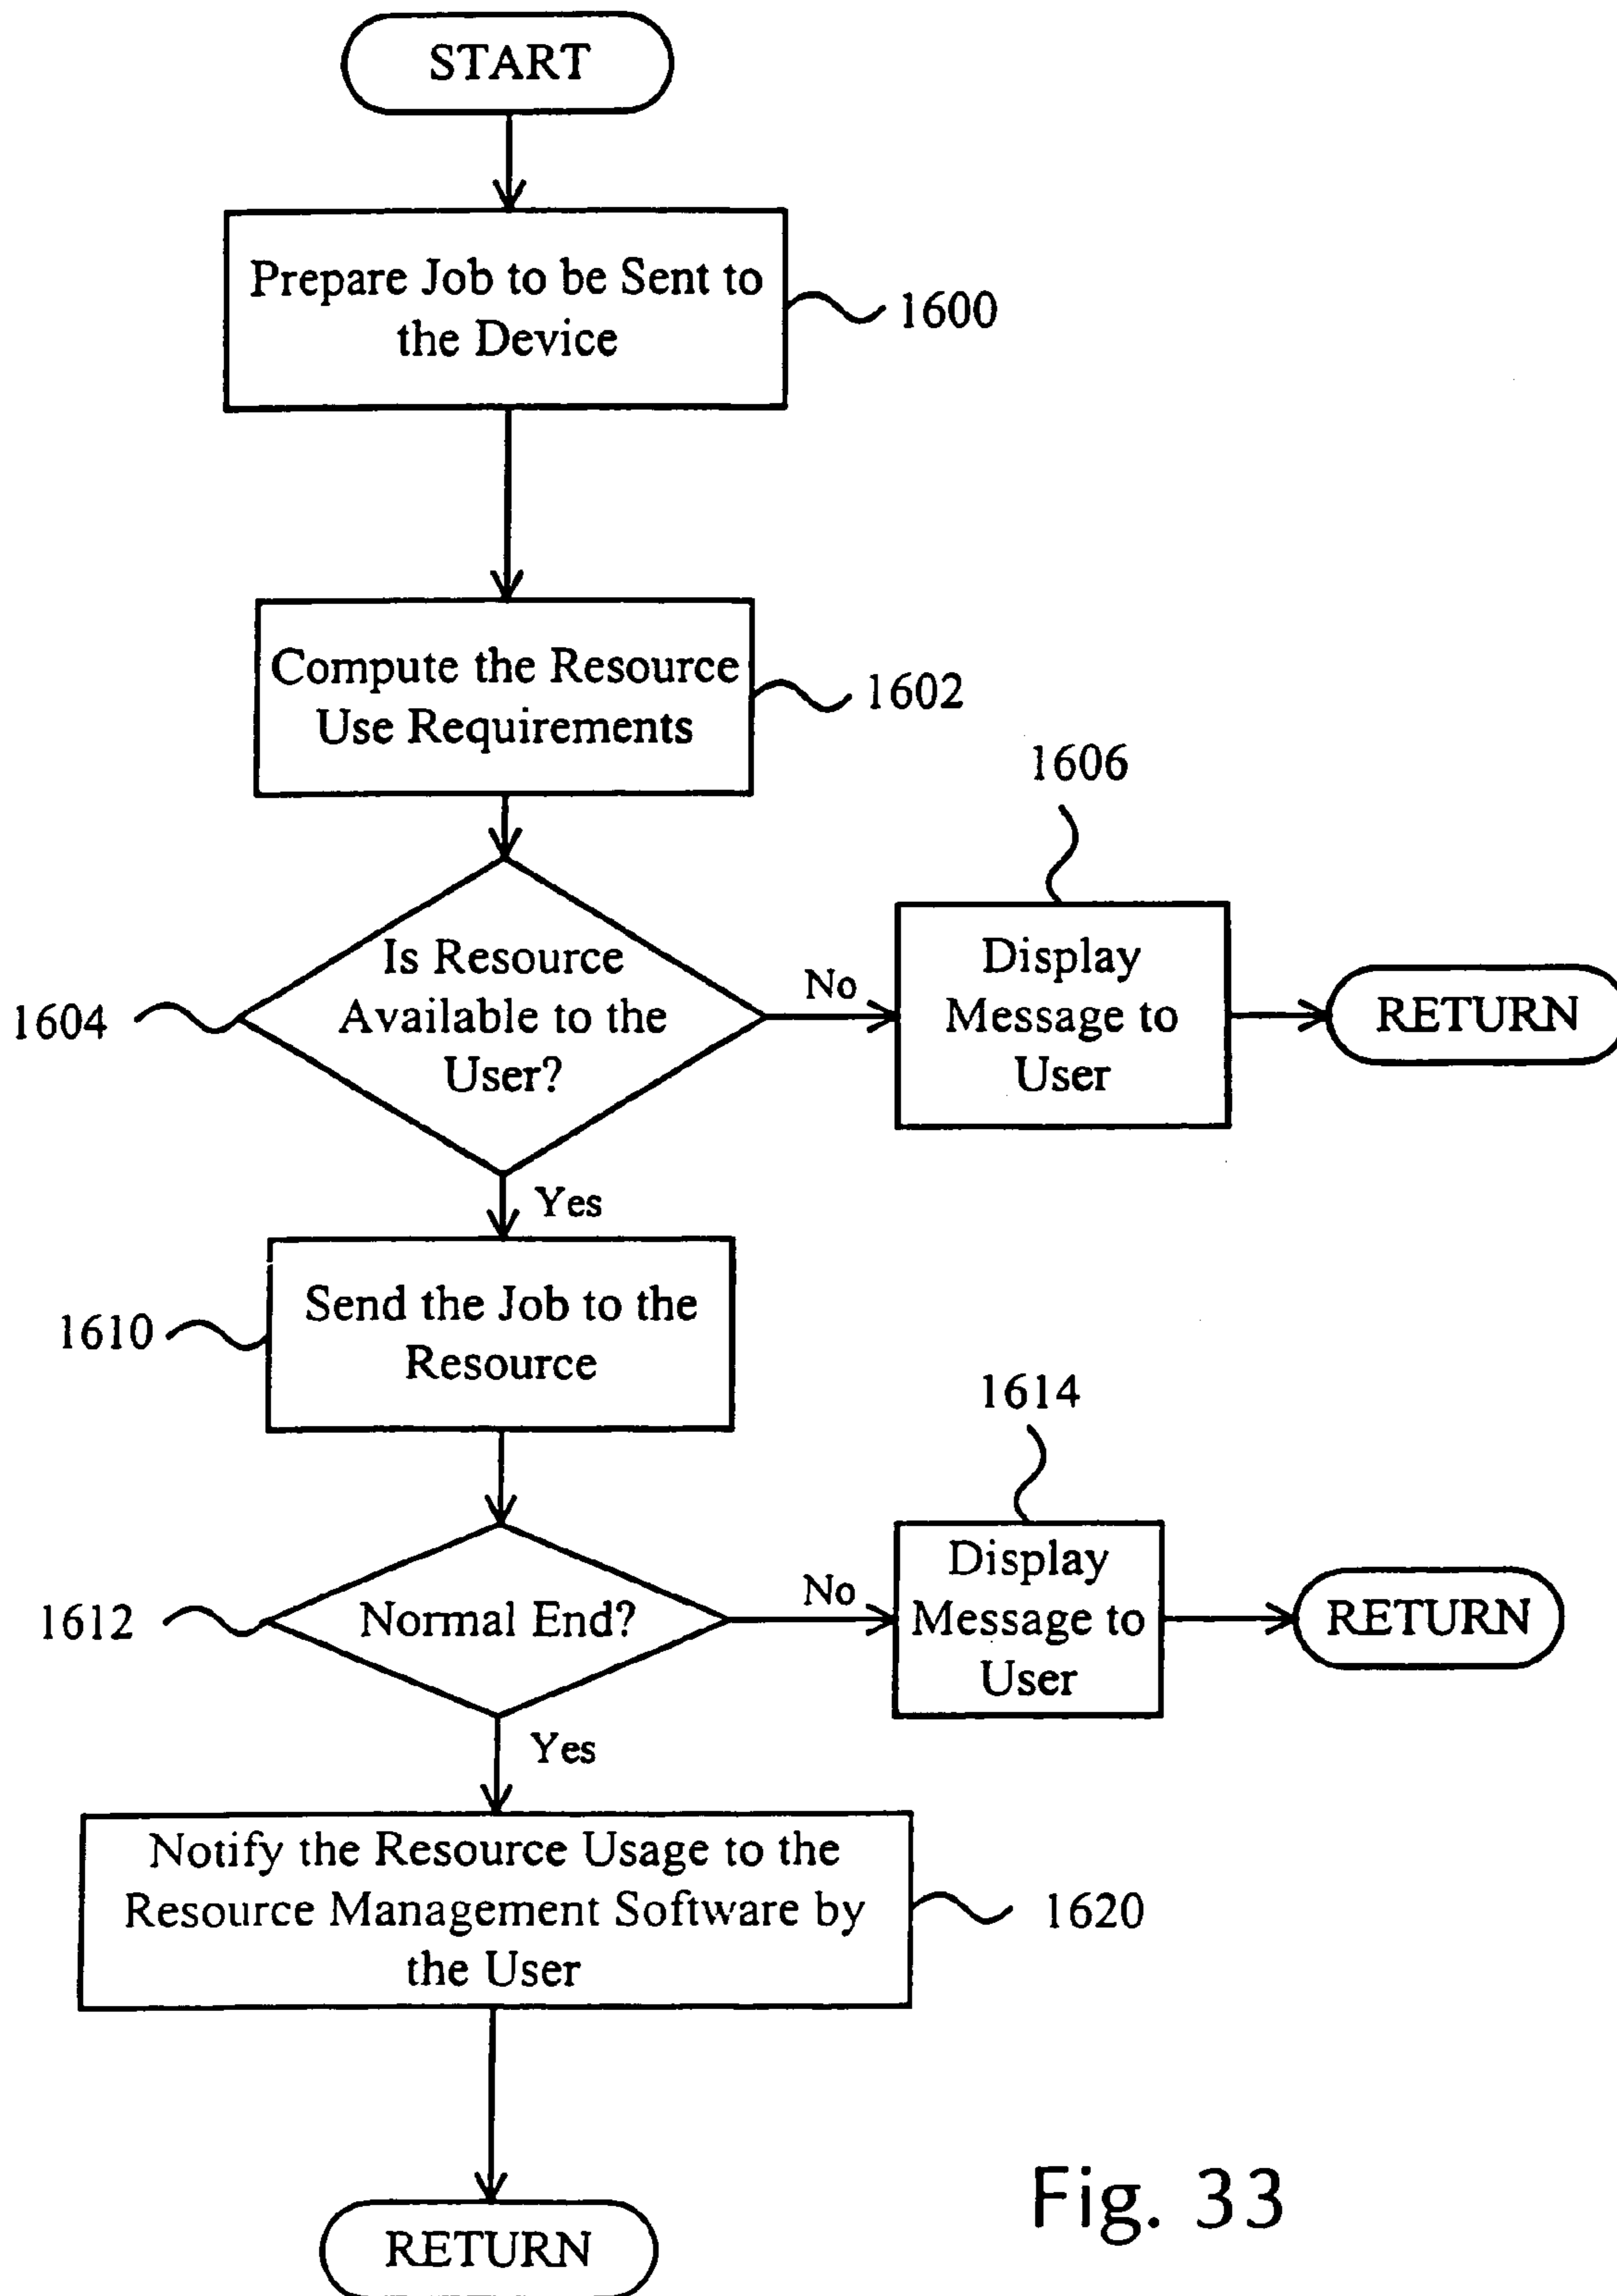 START
Prepare Job to be Sent to
the Device
1600
Compute the Resource
Use Requirements
1602
1606
Is Resource
Available to the
User?
1604
No
Display
Message to
User
RETURN
Yes
Send the Job to the
Resource
1610
1614
Normal End?
1612
No
Display
Message to
User
RETURN
Yes
Notify the Resource Usage to the
Resource Management Software by
the User
1620
RETURN
Fig. 33